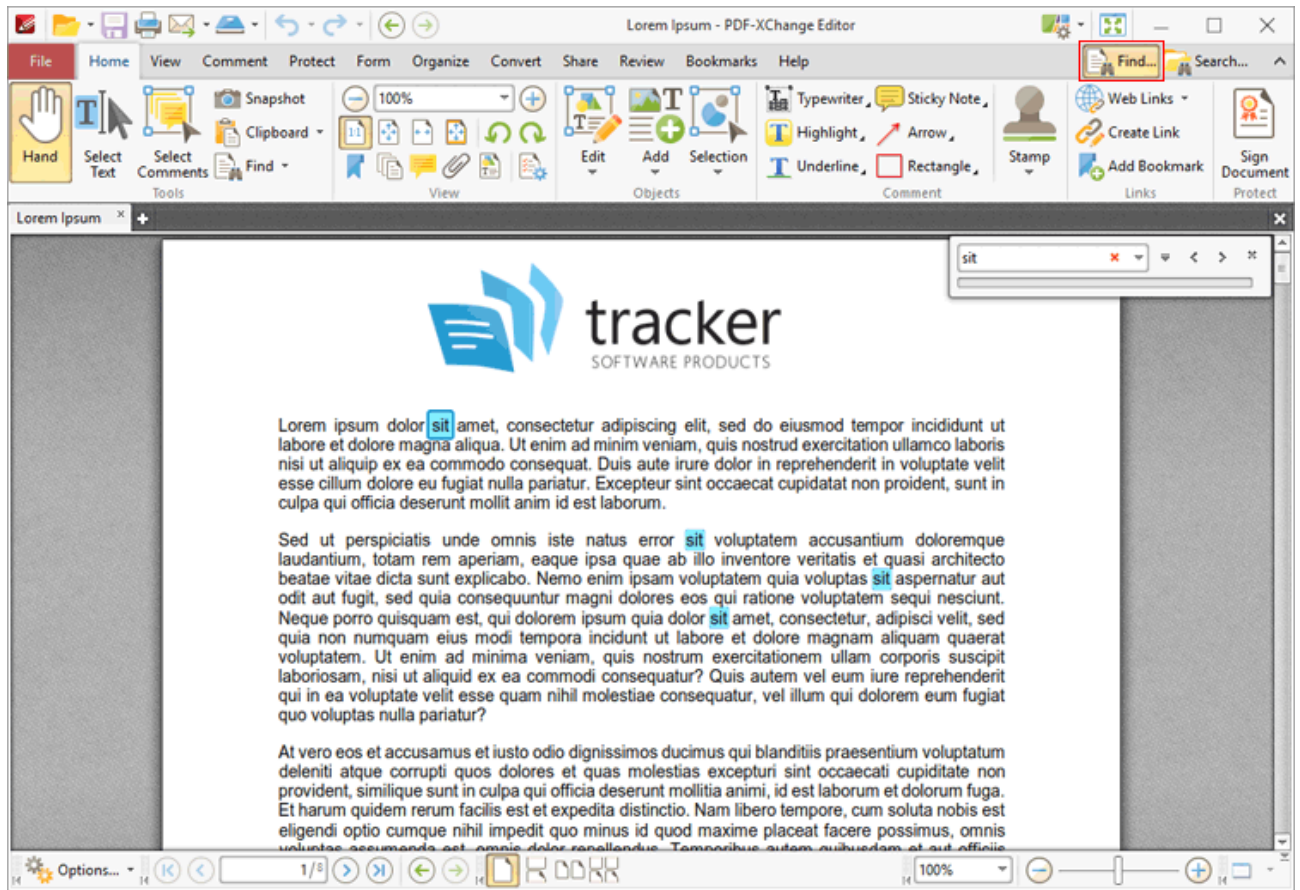 Lorem Ipsum - PDF-XChange Editor
File Home View Comment Protect Form Organize Convert Share Review Bookmarks Help Find... Search...
Hand
Select Text
Select Comments
Snapshot
Clipboard
Find
Tools
100%
View
Edit
Add
Selection
Objects
Typewriter
Highlight
Underline
Sticky Note
Arrow
Rectangle
Stamp
Comment
Web Links
Create Link
Add Bookmark
Links
Sign Document
Protect
Lorem Ipsum
sit
tracker
SOFTWARE PRODUCTS
Lorem ipsum dolor sit amet, consectetur adipiscing elit, sed do eiusmod tempor incididunt ut
labore et dolore magna aliqua. Ut enim ad minim veniam, quis nostrud exercitation ullamco laboris
nisi ut aliquip ex ea commodo consequat. Duis aute irure dolor in reprehenderit in voluptate velit
esse cillum dolore eu fugiat nulla pariatur. Excepteur sint occaecat cupidatat non proident, sunt in
culpa qui officia deserunt mollit anim id est laborum.
Sed ut perspiciatis unde omnis iste natus error sit voluptatem accusantium doloremque
laudantium, totam rem aperiam, eaque ipsa quae ab illo inventore veritatis et quasi architecto
beatae vitae dicta sunt explicabo. Nemo enim ipsam voluptatem quia voluptas sit aspernatur aut
odit aut fugit, sed quia consequuntur magni dolores eos qui ratione voluptatem sequi nesciunt.
Neque porro quisquam est, qui dolorem ipsum quia dolor sit amet, consectetur, adipisci velit, sed
quia non numquam eius modi tempora incidunt ut labore et dolore magnam aliquam quaerat
voluptatem. Ut enim ad minima veniam, quis nostrum exercitationem ullam corporis suscipit
laboriosam, nisi ut aliquid ex ea commodi consequatur? Quis autem vel eum iure reprehenderit
qui in ea voluptate velit esse quam nihil molestiae consequatur, vel illum qui dolorem eum fugiat
quo voluptas nulla pariatur?
At vero eos et accusamus et iusto odio dignissimos ducimus qui blanditiis praesentium voluptatum
deleniti atque corrupti quos dolores et quas molestias excepturi sint occaecati cupiditate non
provident, similique sunt in culpa qui officia deserunt mollitia animi, id est laborum et dolorum fuga.
Et harum quidem rerum facilis est et expedita distinctio. Nam libero tempore, cum soluta nobis est
eligendi optio cumque nihil impedit quo minus id quod maxime placeat facere possimus, omnis
voluptas assumenda est, omnis dolor repellendus. Temporibus autem quibusdam et aut officiis
Options... 1/8 100%